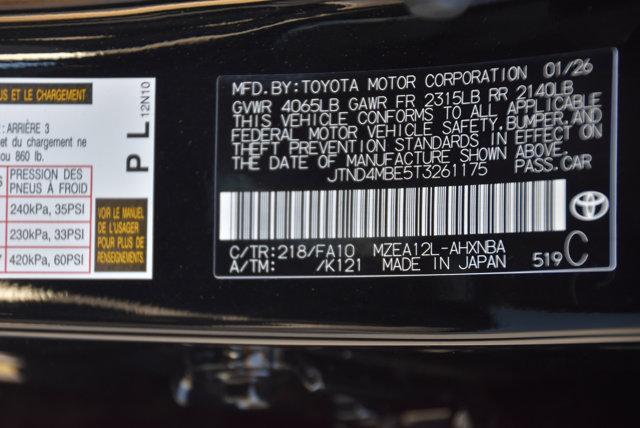 US ET LE CHARGEMENT
: ARRIÈRE 3
et du chargement ne
ou 860 lb.
PRESSION DES
PNEUS À FROID
240kPa, 35PSI
230kPa, 33PSI
420kPa, 60PSI
VOIR LE MANUEL
DE L'USAGER
POUR PLUS DE
RENSEIGNEMENTS
P L 12N10
MFD. BY: TOYOTA MOTOR CORPORATION 01/26
GVWR 4065LB GAWR FR 2315LB RR 2140LB
THIS VEHICLE CONFORMS TO ALL APPLICABLE
FEDERAL MOTOR VEHICLE SAFETY, BUMPER, AND
THEFT PREVENTION STANDARDS IN EFFECT ON
THE DATE OF MANUFACTURE SHOWN ABOVE.
JTND4MBE5T3261175 PASS. CAR
C/TR: 218/FA10 MZEA12L-AHXNBA
A/TM: /K121 MADE IN JAPAN 519 C